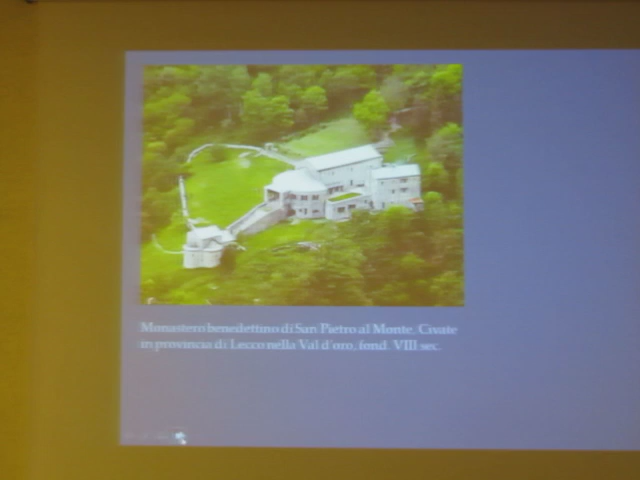 Monastero benedettino di San Pietro al Monte. Civate
in provincia di Lecco nella Val d'oro, fond. VIII sec.